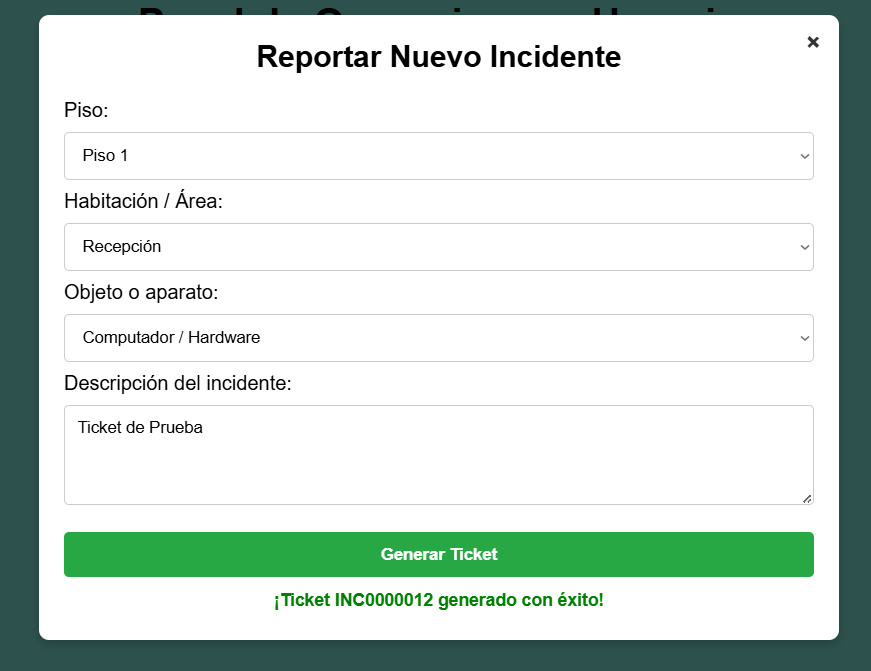 Reportar Nuevo Incidente
×
Piso:
Piso 1
Habitación / Área:
Recepción
Objeto o aparato:
Computador / Hardware
Descripción del incidente:
Ticket de Prueba
Generar Ticket
¡Ticket INC0000012 generado con éxito!